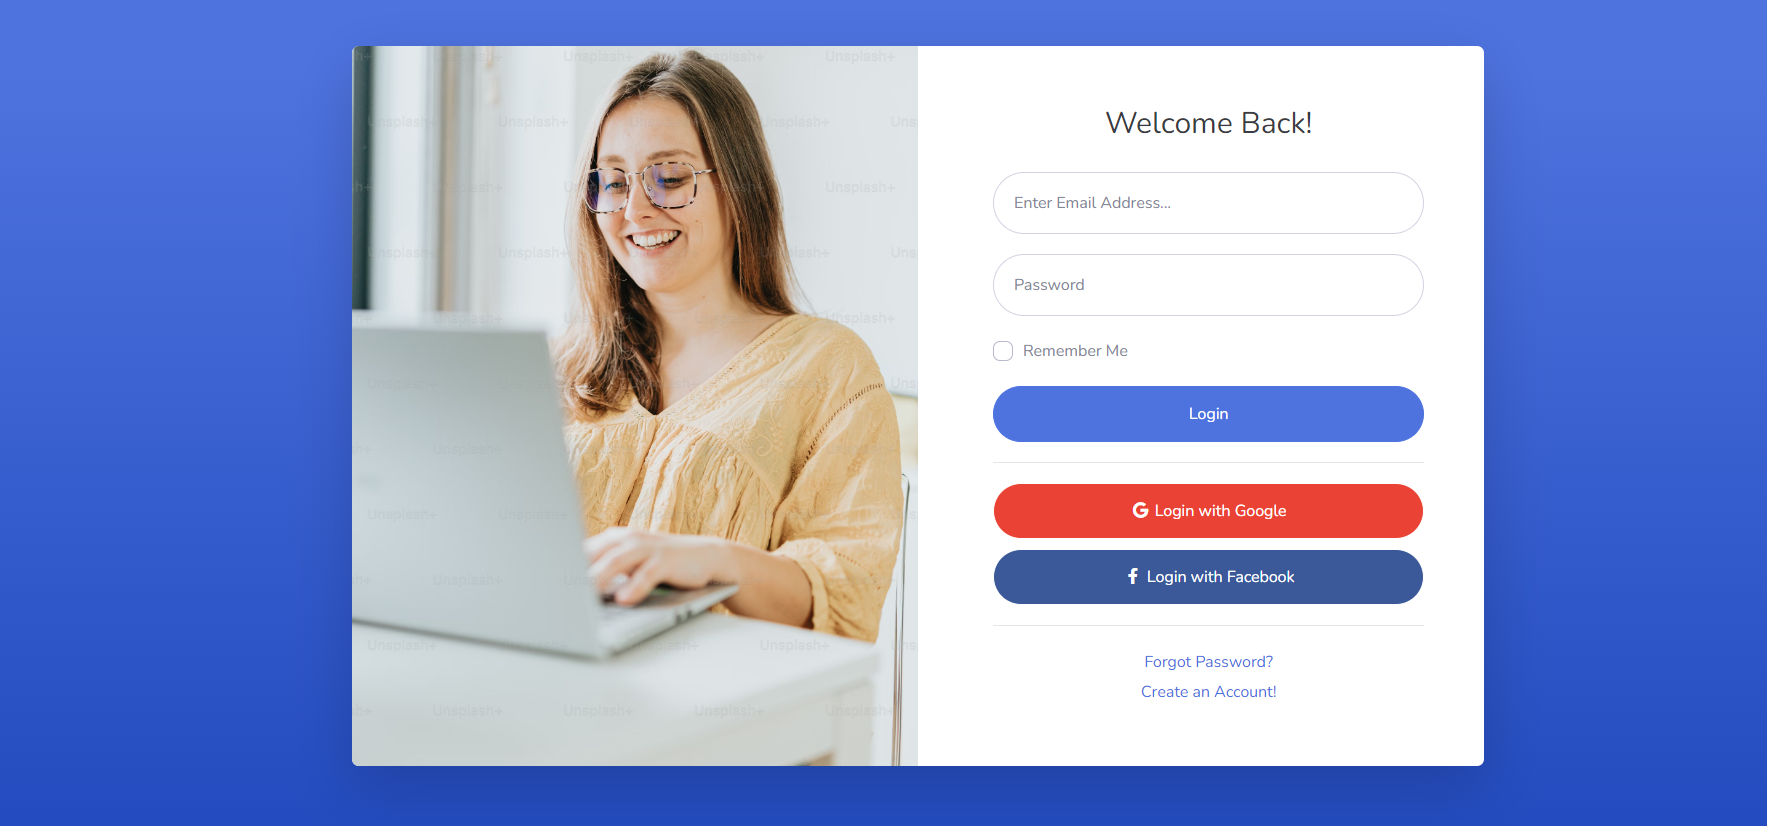 Welcome Back!
Enter Email Address...
Password
Remember Me
Login
Login with Google
Login with Facebook
Forgot Password?
Create an Account!
Unsplash+